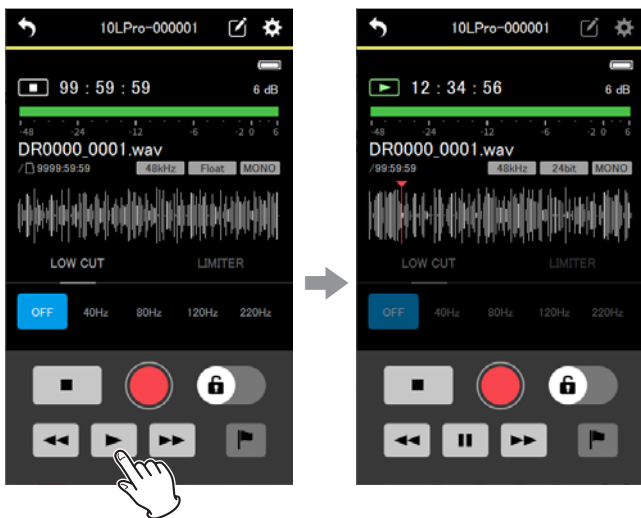 10LPro-000001
99 : 59 : 59
6 dB
-48 -24 -12 -6 -2 0 6
DR0000_0001.wav
/ 9999:59:59 48kHz Float MONO
LOW CUT LIMITER
OFF 40Hz 80Hz 120Hz 220Hz
10LPro-000001
12 : 34 : 56
6 dB
-48 -24 -12 -6 -2 0 6
DR0000_0001.wav
/99:59:59 48kHz 24bit MONO
LOW CUT LIMITER
OFF 40Hz 80Hz 120Hz 220Hz